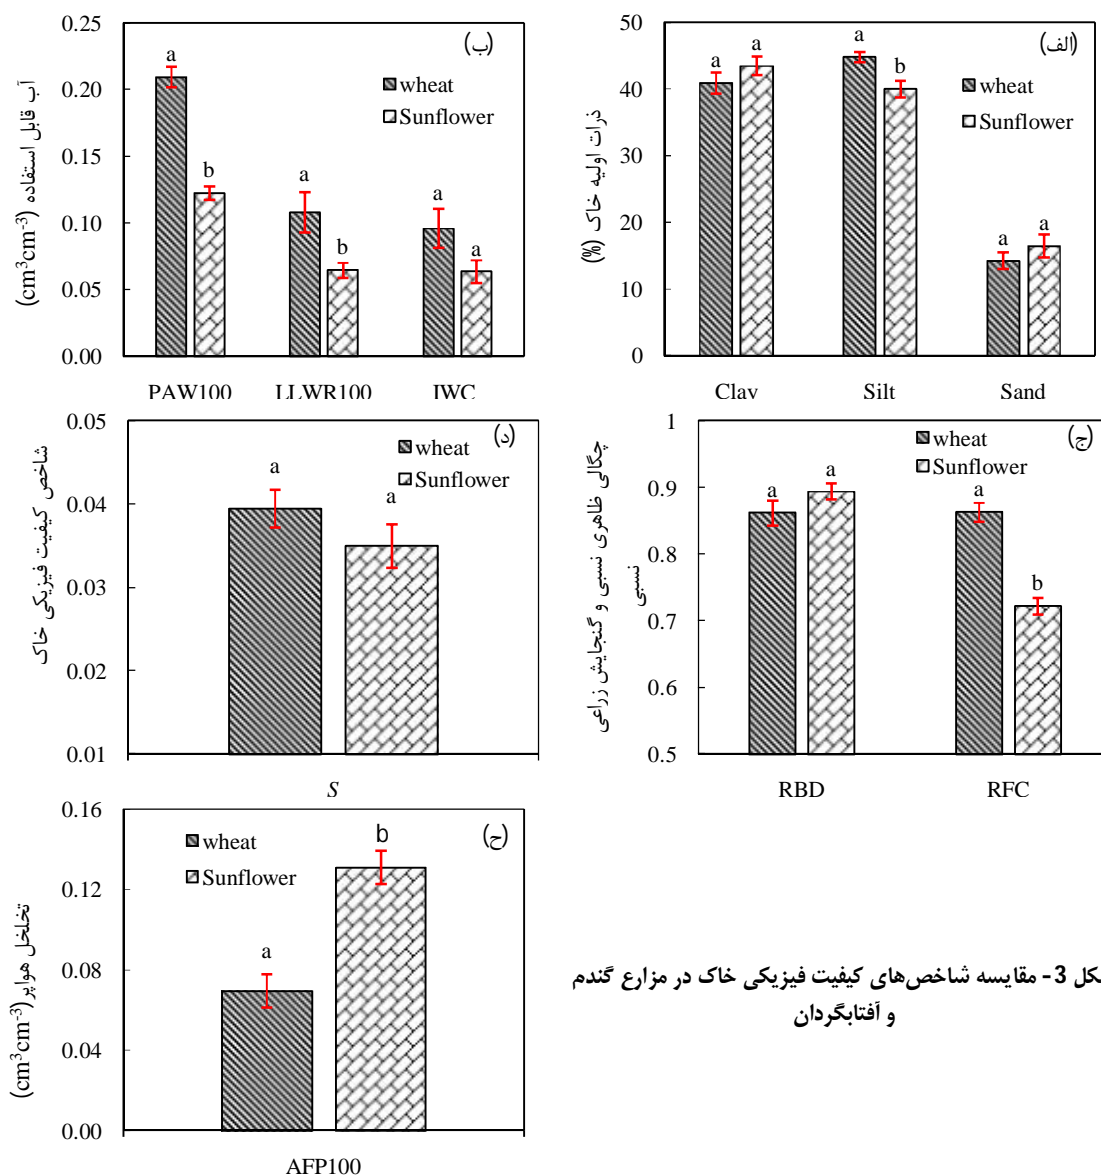 (الف)
ذرات اولیه خاک (%)
50
40
30
20
10
0
a
a
a
b
a
a
wheat
Sunflower
Clay
Silt
Sand
(ب)
آب قابل استفاده (cm³cm⁻³)
0.25
0.20
0.15
0.10
0.05
0.00
a
b
a
b
a
a
wheat
Sunflower
PAW100
LLWR100
IWC
(ج)
چگالی ظاهری نسبی و گنجایش زراعی
نسبی
1
0.9
0.8
0.7
0.6
0.5
a
a
a
b
wheat
Sunflower
RBD
RFC
(د)
شاخص کیفیت فیزیکی خاک
0.05
0.04
0.03
0.02
0.01
a
a
wheat
Sunflower
S
(ح)
تخلخل هواپر (cm³cm⁻³)
0.16
0.12
0.08
0.04
0.00
a
b
wheat
Sunflower
AFP100
کل 3- مقایسه شاخص‌های کیفیت فیزیکی خاک در مزارع گندم
و آفتابگردان